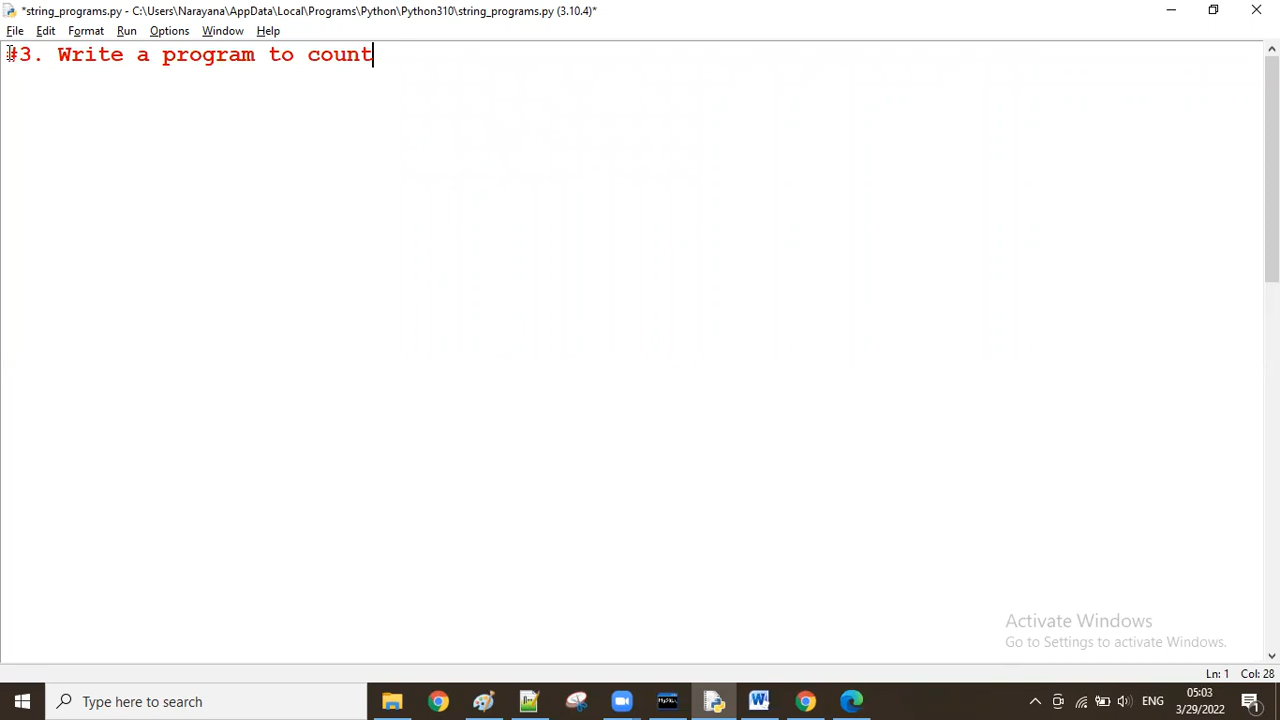 *string_programs.py - C:\Users\Narayana\AppData\Local\Programs\Python\Python310\string_programs.py (3.10.4)*
File Edit Format Run Options Window Help
#3. Write a program to count
Activate Windows
Go to Settings to activate Windows.
Ln: 1 Col: 28
Type here to search
ENG
05:03
3/29/2022
1